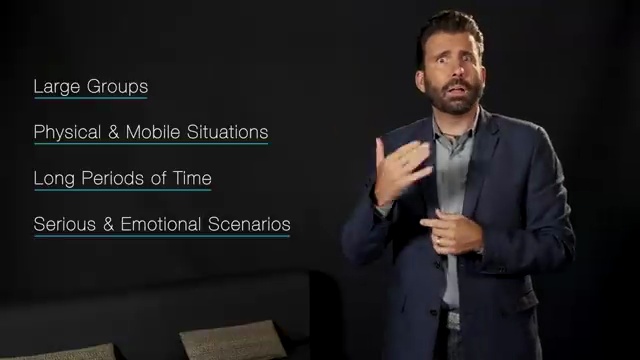 Large Groups
Physical & Mobile Situations
Long Periods of Time
Serious & Emotional Scenarios